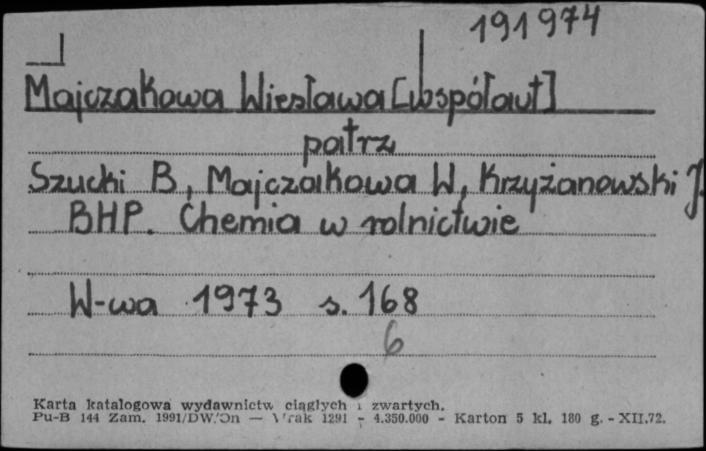 191974
Majczakowa Wiesława [współaut]
patrz
Szucki B, Majczakowa W, Krzyżanowski J.
BHP. Chemia w rolnictwie
W-wa 1973 s. 168
6
Karta katalogowa wydawnictw ciągłych i zwartych.
Pu-B 144 Zam. 1991/DW/On — 1291 - 4.350.000 - Karton 5 kl. 180 g. - XII.72.